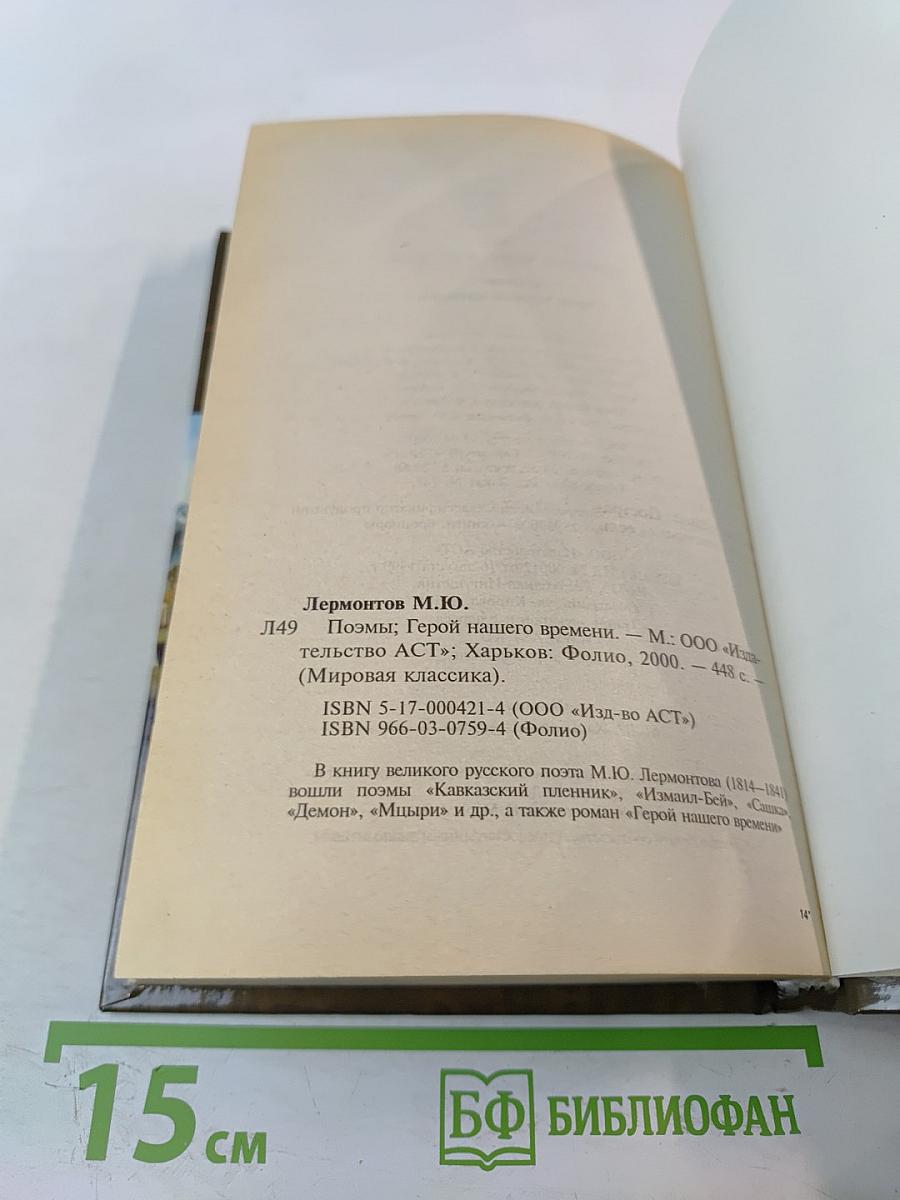 Лермонтов М.Ю.
Л49 Поэмы; Герой нашего времени. — М.: ООО «Изда-
тельство АСТ»; Харьков: Фолио, 2000. — 448 с. —
(Мировая классика).
ISBN 5-17-000421-4 (ООО «Изд-во АСТ»)
ISBN 966-03-0759-4 (Фолио)
В книгу великого русского поэта М.Ю. Лермонтова (1814—1841)
вошли поэмы «Кавказский пленник», «Измаил-Бей», «Сашка»,
«Демон», «Мцыри» и др., а также роман «Герой нашего времени»
14*
15 см
БФ БИБЛИОФАН